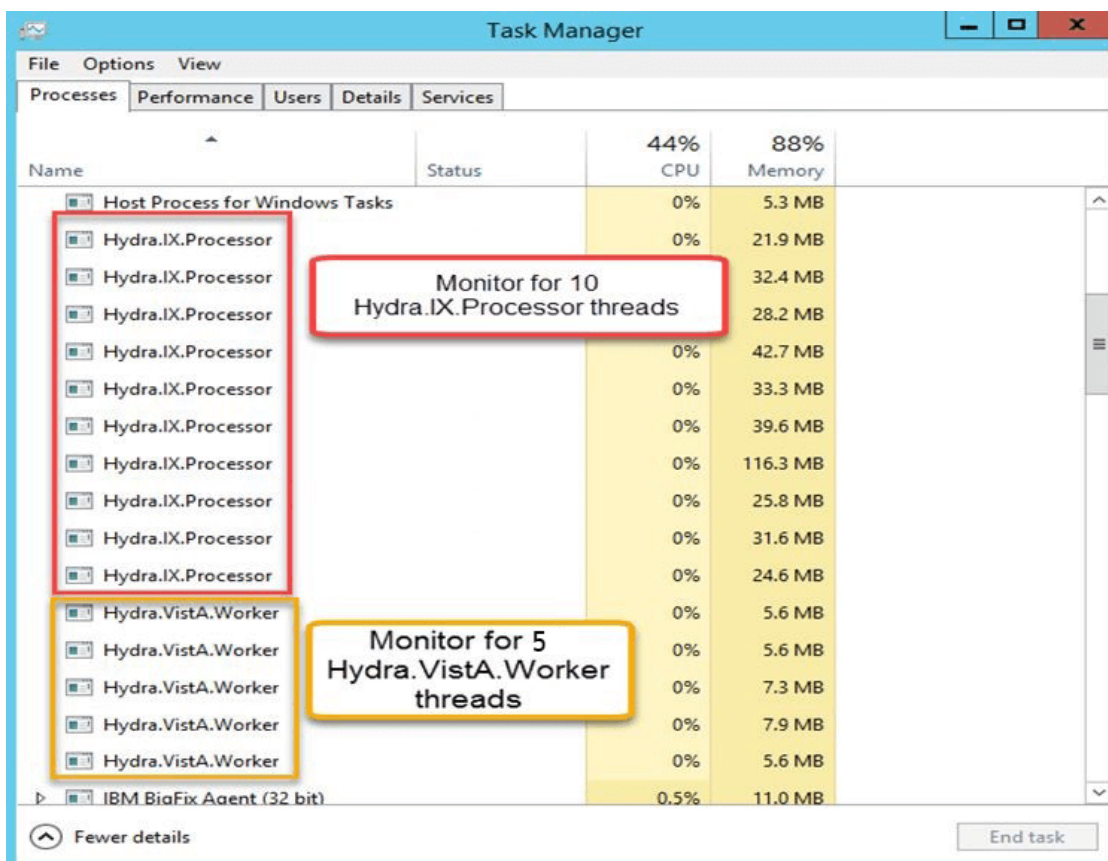 Task Manager
File Options View
Processes Performance Users Details Services
44% 88%
Name Status CPU Memory
Host Process for Windows Tasks 0% 5.3 MB
Hydra.IX.Processor 0% 21.9 MB
Hydra.IX.Processor 32.4 MB
Hydra.IX.Processor 28.2 MB
Monitor for 10
Hydra.IX.Processor threads
Hydra.IX.Processor 0% 42.7 MB
Hydra.IX.Processor 0% 33.3 MB
Hydra.IX.Processor 0% 39.6 MB
Hydra.IX.Processor 0% 116.3 MB
Hydra.IX.Processor 0% 25.8 MB
Hydra.IX.Processor 0% 31.6 MB
Hydra.IX.Processor 0% 24.6 MB
Hydra.VistA.Worker 0% 5.6 MB
Hydra.VistA.Worker 0% 5.6 MB
Hydra.VistA.Worker 0% 7.3 MB
Monitor for 5
Hydra.VistA.Worker
threads
Hydra.VistA.Worker 0% 7.9 MB
Hydra.VistA.Worker 0% 5.6 MB
IBM BigFix Agent (32 bit) 0.5% 11.0 MB
Fewer details End task